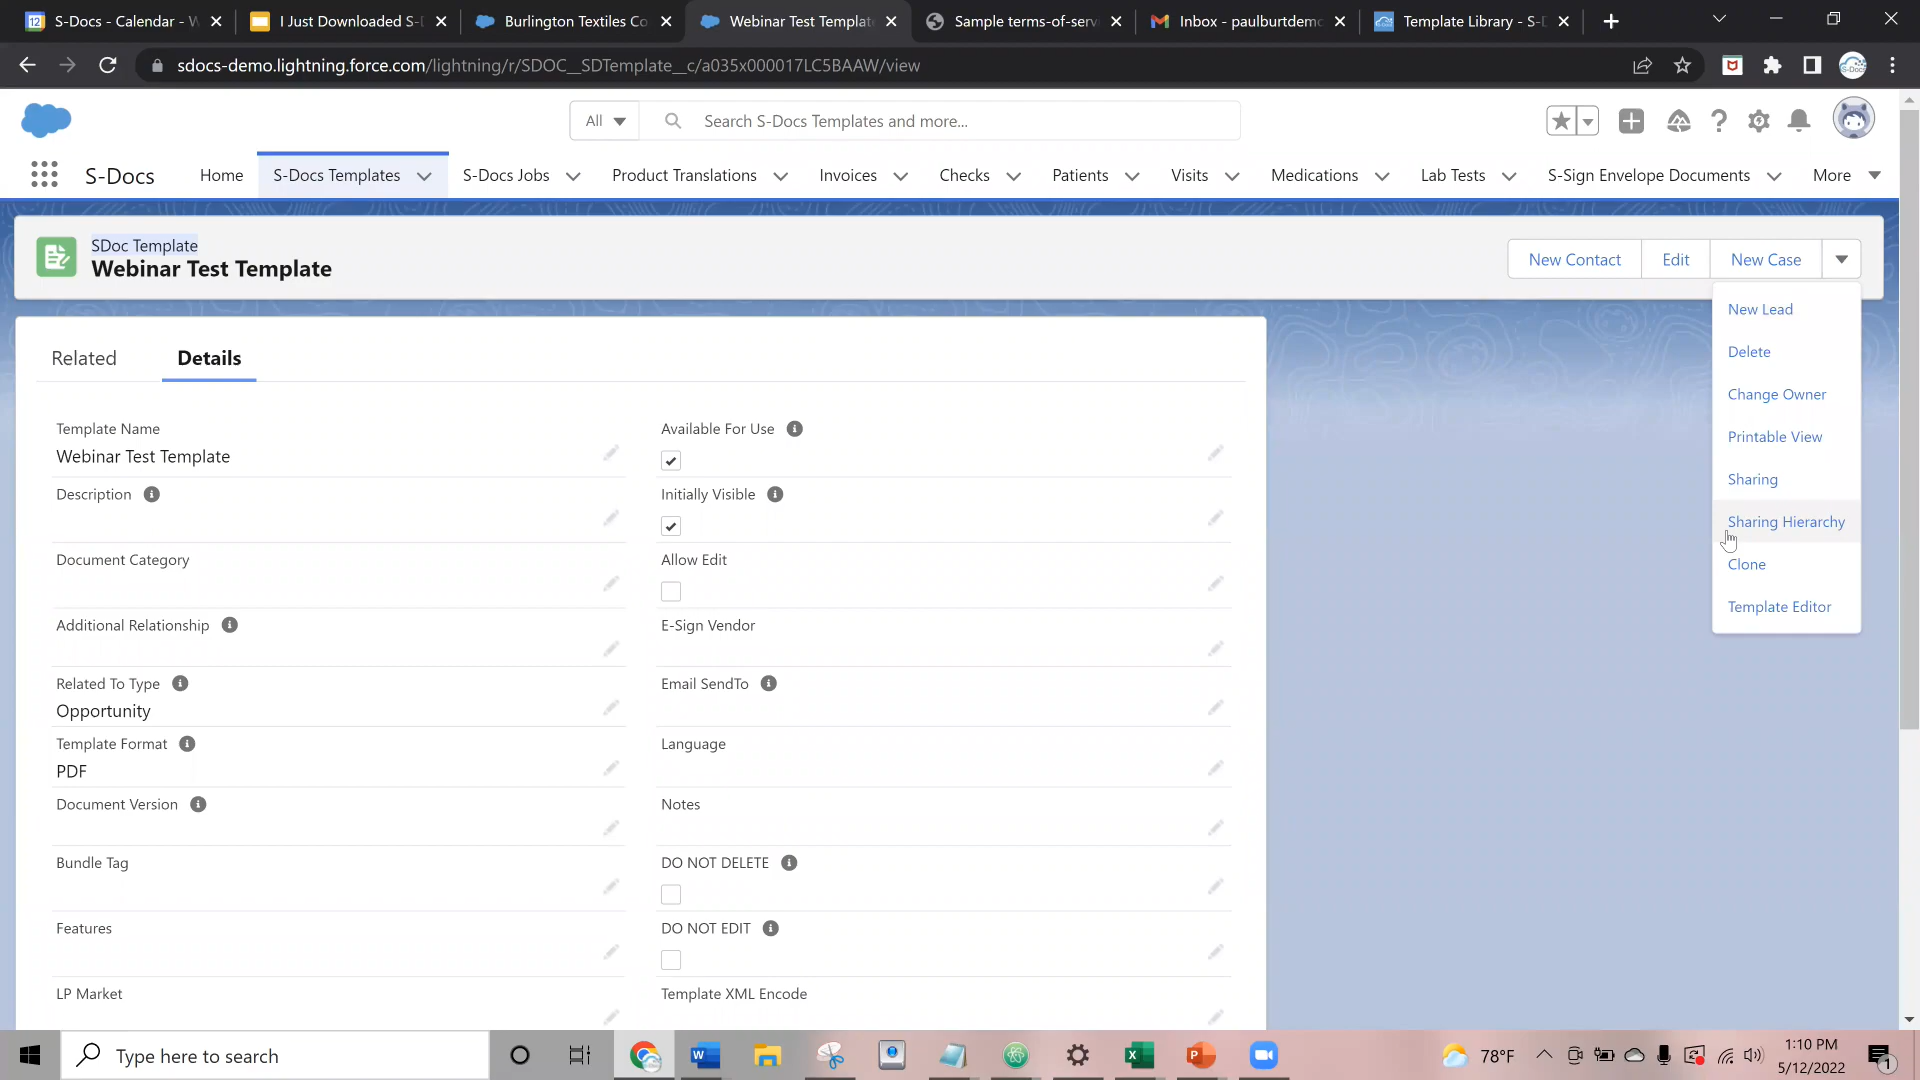 S-Docs - Calendar - W
I Just Downloaded S-D
Burlington Textiles Co
Webinar Test Templat
Sample terms-of-serv
Inbox - paulburtdemo
Template Library - S-D
sdocs-demo.lightning.force.com/lightning/r/SDOC__SDTemplate__c/a035x000017LC5BAAW/view
All
Search S-Docs Templates and more...
S-Docs
Home
S-Docs Templates
S-Docs Jobs
Product Translations
Invoices
Checks
Patients
Visits
Medications
Lab Tests
S-Sign Envelope Documents
More
SDoc Template
Webinar Test Template
New Contact
Edit
New Case
New Lead
Delete
Change Owner
Printable View
Sharing
Sharing Hierarchy
Clone
Template Editor
Related
Details
Template Name
Webinar Test Template
Available For Use
Description
Initially Visible
Document Category
Allow Edit
Additional Relationship
E-Sign Vendor
Related To Type
Opportunity
Email SendTo
Template Format
PDF
Language
Document Version
Notes
Bundle Tag
DO NOT DELETE
Features
DO NOT EDIT
LP Market
Template XML Encode
Type here to search
78°F
1:10 PM
5/12/2022
1